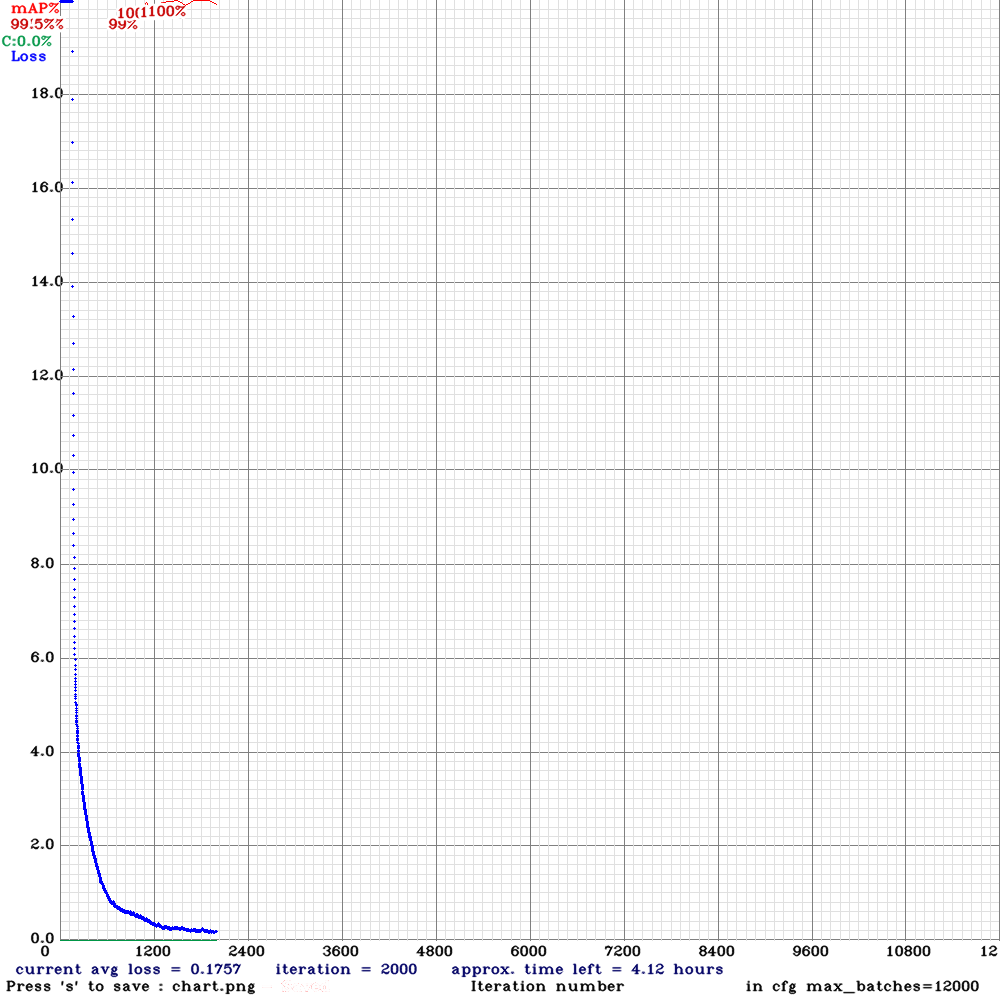 mAP%
100% 100%
99.5%
99%
C:0.0%
Loss
18.0
16.0
14.0
12.0
10.0
8.0
6.0
4.0
2.0
0.0
0 1200 2400 3600 4800 6000 7200 8400 9600 10800 12
current avg loss = 0.1757 iteration = 2000 approx. time left = 4.12 hours
Press 's' to save : chart.png Iteration number in cfg max_batches=12000